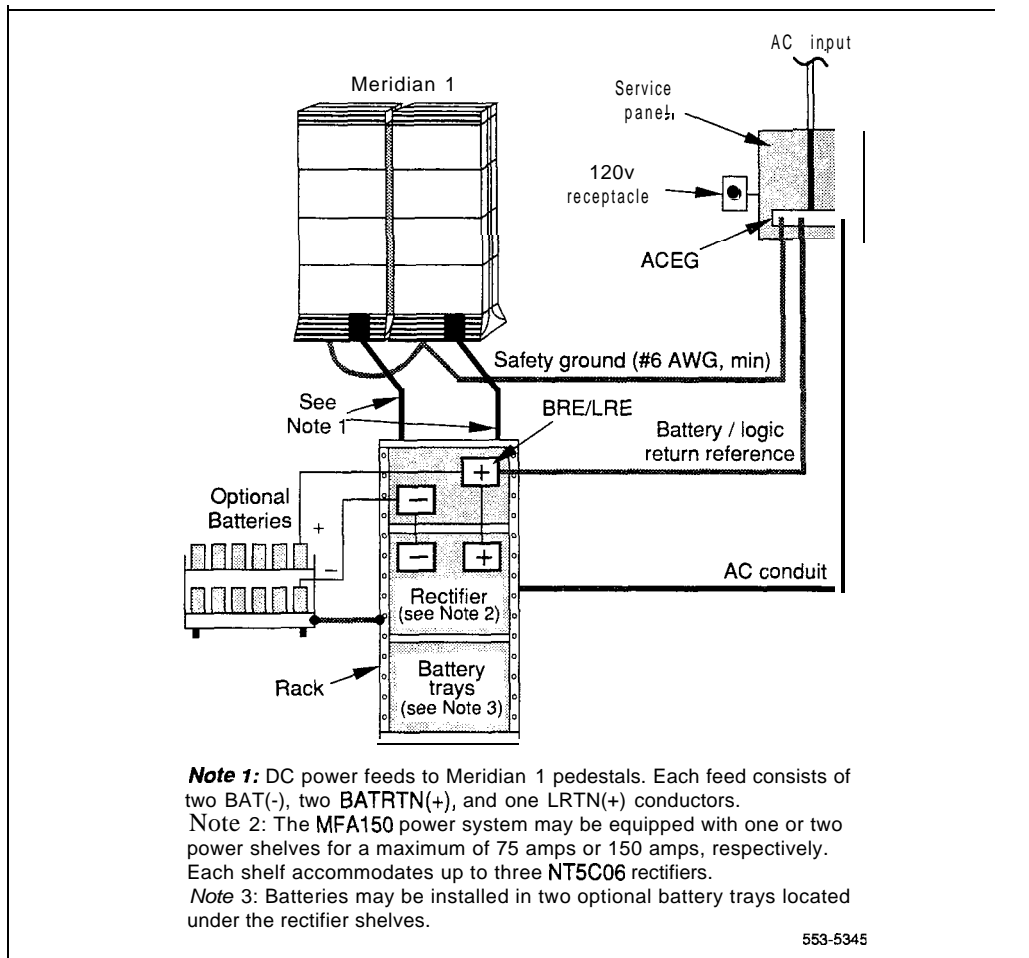 AC input
Meridian 1
Service
panel
120v
receptacle
ACEG
Safety ground (#6 AWG, min)
See
Note 1
BRE/LRE
Battery / logic
return reference
+
−
Optional
Batteries
+
−
−
+
AC conduit
Rectifier
(see Note 2)
Rack
Battery
trays
(see Note 3)
Note 1: DC power feeds to Meridian 1 pedestals. Each feed consists of
two BAT(-), two BATRTN(+), and one LRTN(+) conductors.
Note 2: The MFA150 power system may be equipped with one or two
power shelves for a maximum of 75 amps or 150 amps, respectively.
Each shelf accommodates up to three NT5C06 rectifiers.
Note 3: Batteries may be installed in two optional battery trays located
under the rectifier shelves.
553-5345